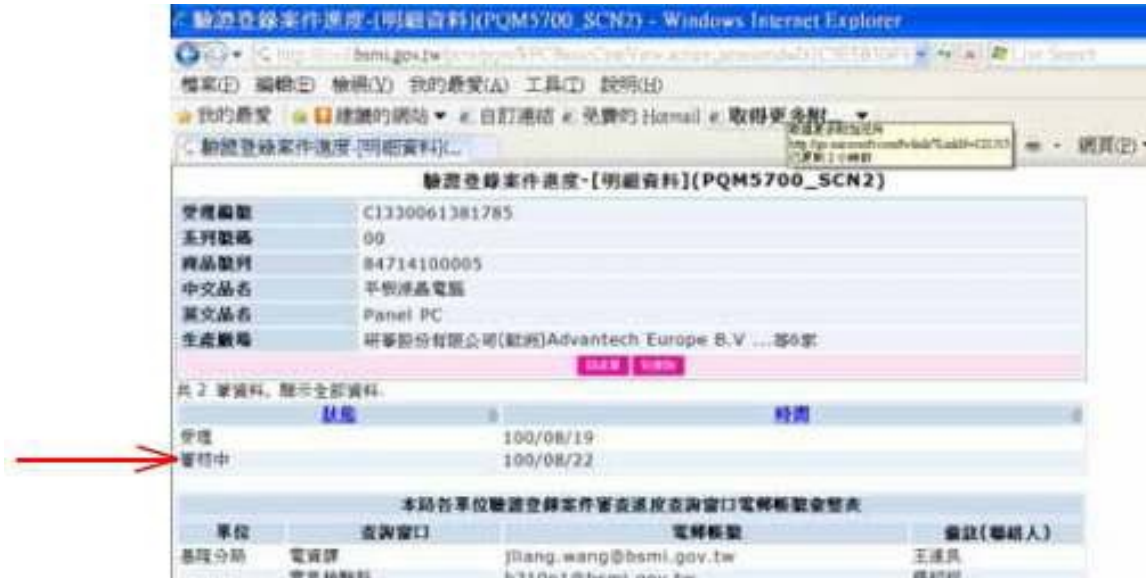 驗證登錄案件進度-[明細資料](PQM5700_SCN2) - Windows Internet Explorer
bsmi.gov.tw
檔案(F) 編輯(E) 檢視(V) 我的最愛(A) 工具(T) 說明(H)
我的最愛 建議的網站 自訂連結 免費的 Hotmail 取得更多附...
驗證登錄案件進度-[明細資料](... 網頁(P)
驗證登錄案件進度-[明細資料](PQM5700_SCN2)
受理編號 CI330061381785
系列號碼 00
商品號列 84714100005
中文品名 平板液晶電腦
英文品名 Panel PC
生產廠場 研華股份有限公司(歐洲)Advantech Europe B.V ...等6家
共 2 筆資料, 顯示全部資料.
狀態 時間
受理 100/08/19
審核中 100/08/22
本局各單位驗證登錄案件審查進度查詢窗口電郵帳號彙整表
單位 查詢窗口 電郵帳號 備註(聯絡人)
基隆分局 電資課 jliang.wang@bsmi.gov.tw